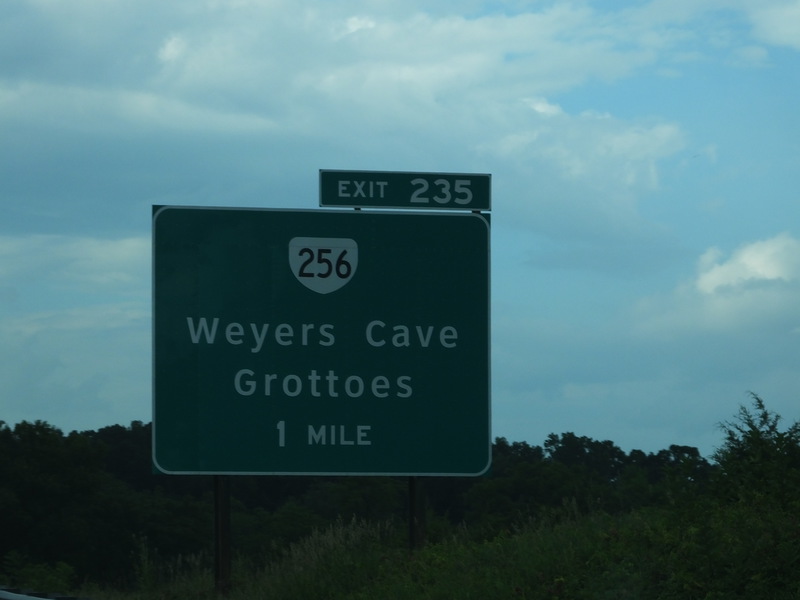 EXIT 235
256
Weyers Cave
Grottoes
1 MILE